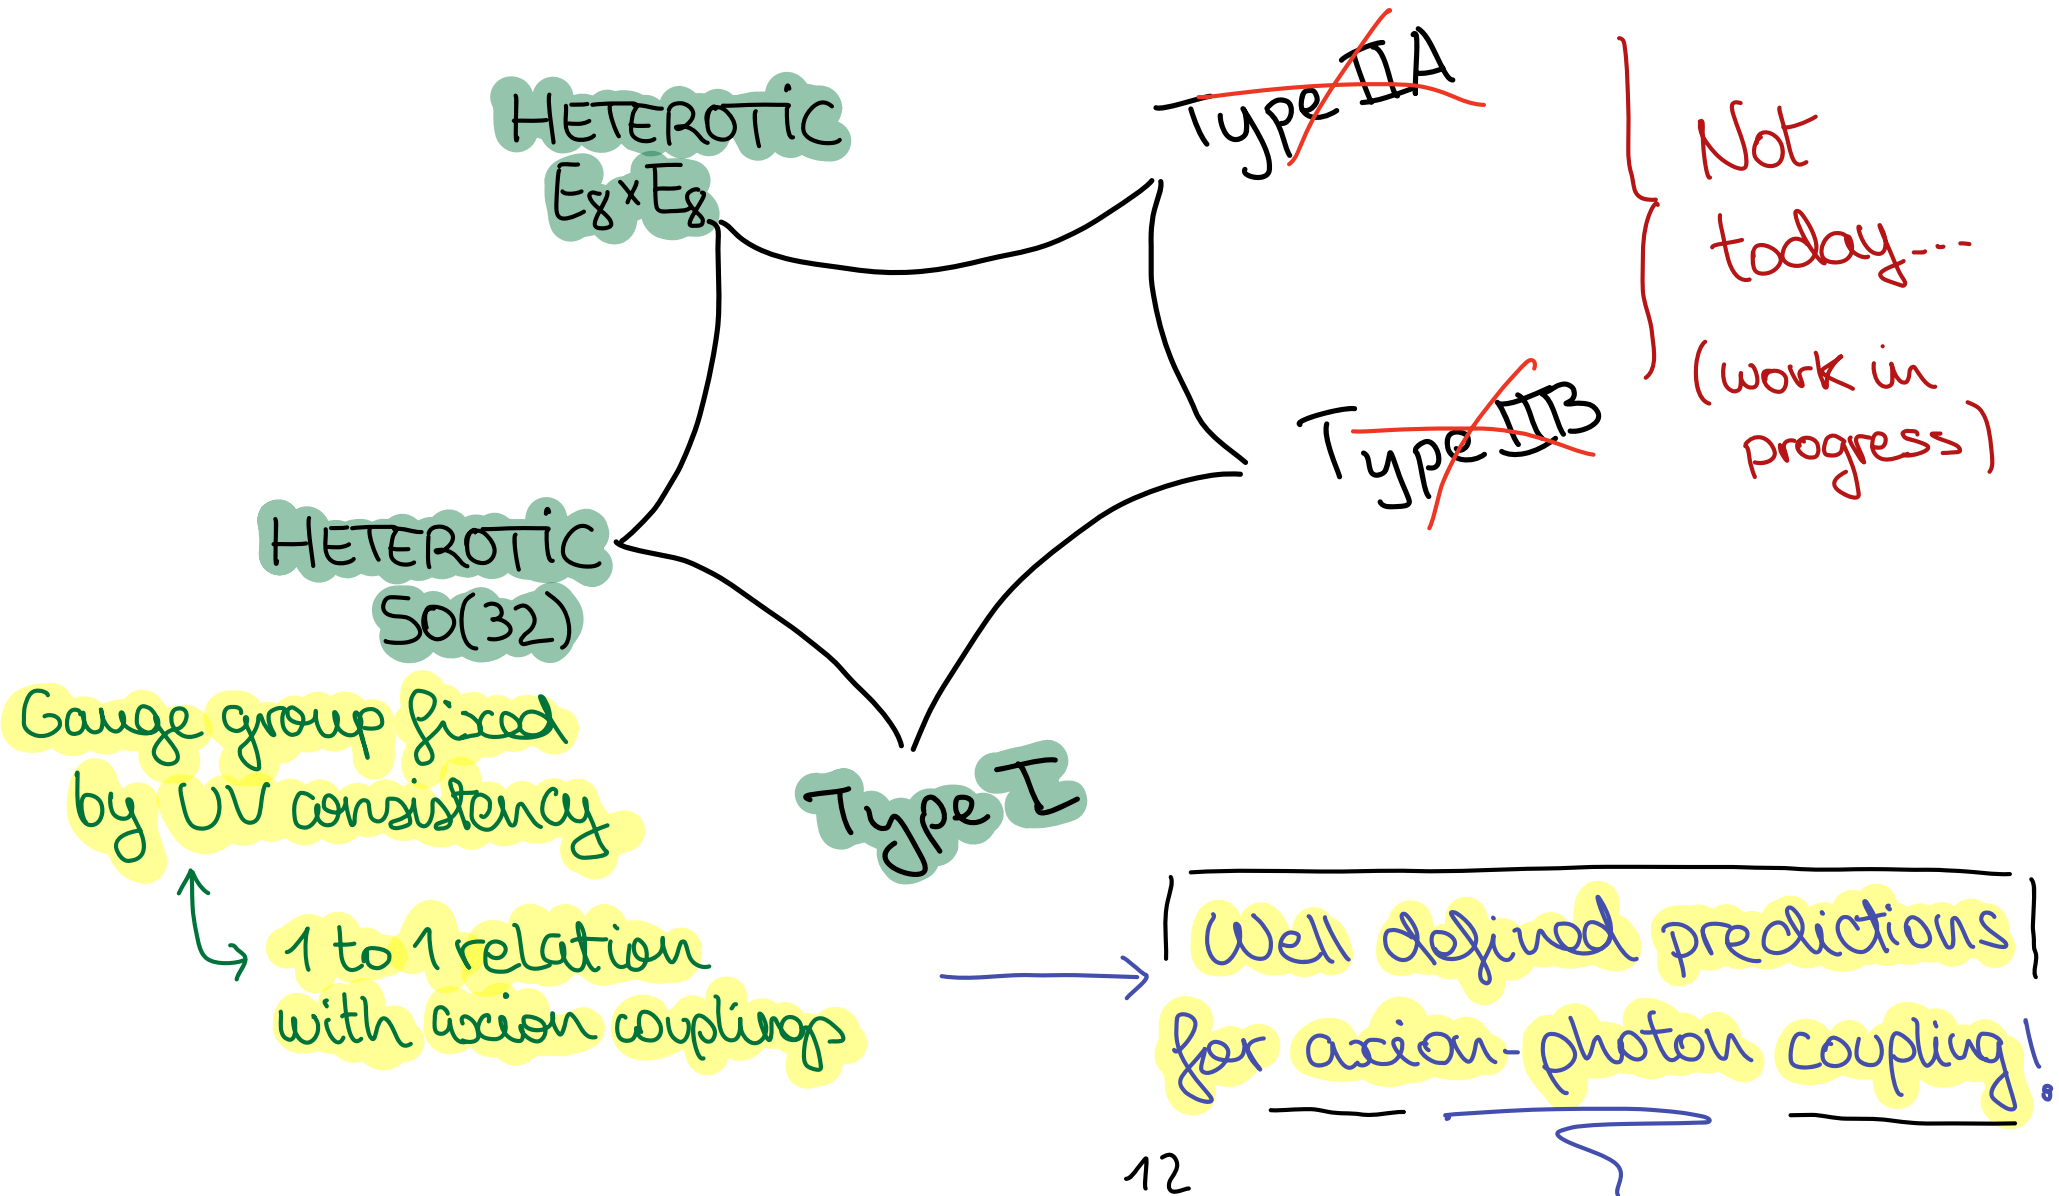 HETEROTIC
E8 x E8
Type IIA
Not
today....
(work in
progress)
Type IIB
HETEROTIC
SO(32)
Gauge group fixed
by UV consistency
Type I
1 to 1 relation
with axion couplings
Well defined predictions
for axion-photon coupling!
12